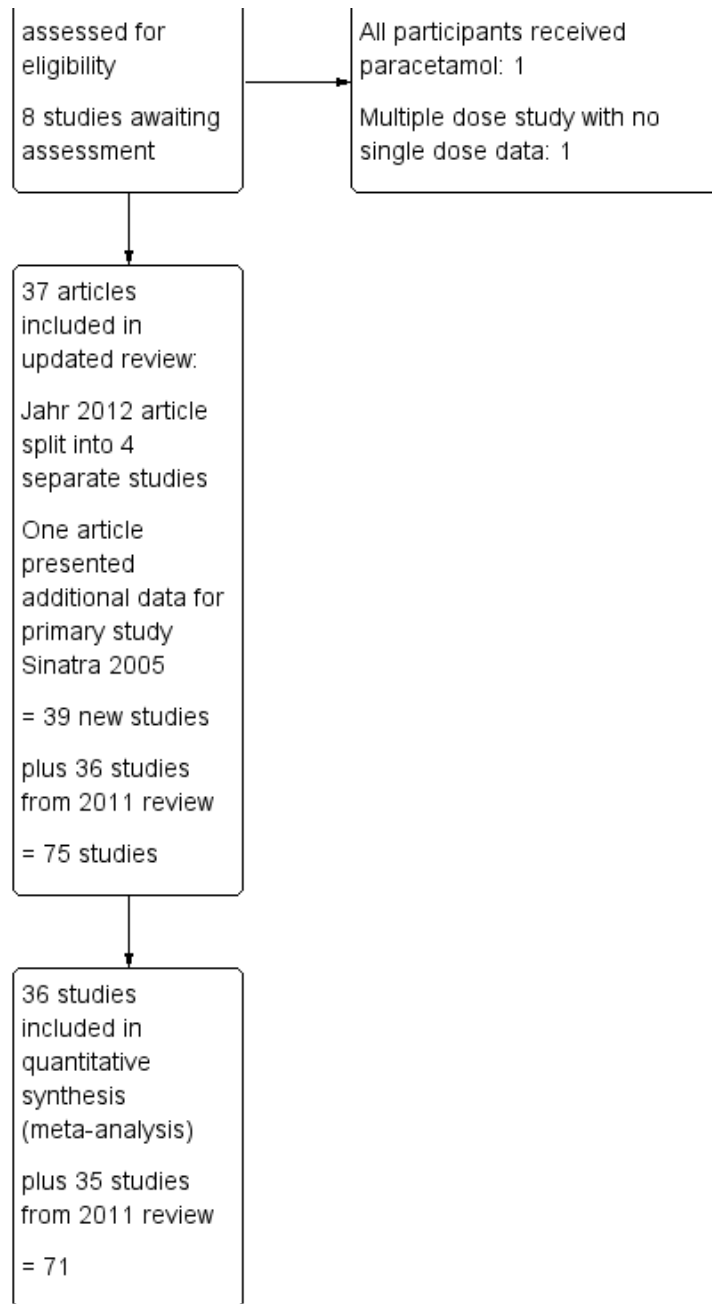 assessed for
eligibility
8 studies awaiting
assessment
All participants received
paracetamol: 1
Multiple dose study with no
single dose data: 1
37 articles
included in
updated review:
Jahr 2012 article
split into 4
separate studies
One article
presented
additional data for
primary study
Sinatra 2005
= 39 new studies
plus 36 studies
from 2011 review
= 75 studies
36 studies
included in
quantitative
synthesis
(meta-analysis)
plus 35 studies
from 2011 review
= 71